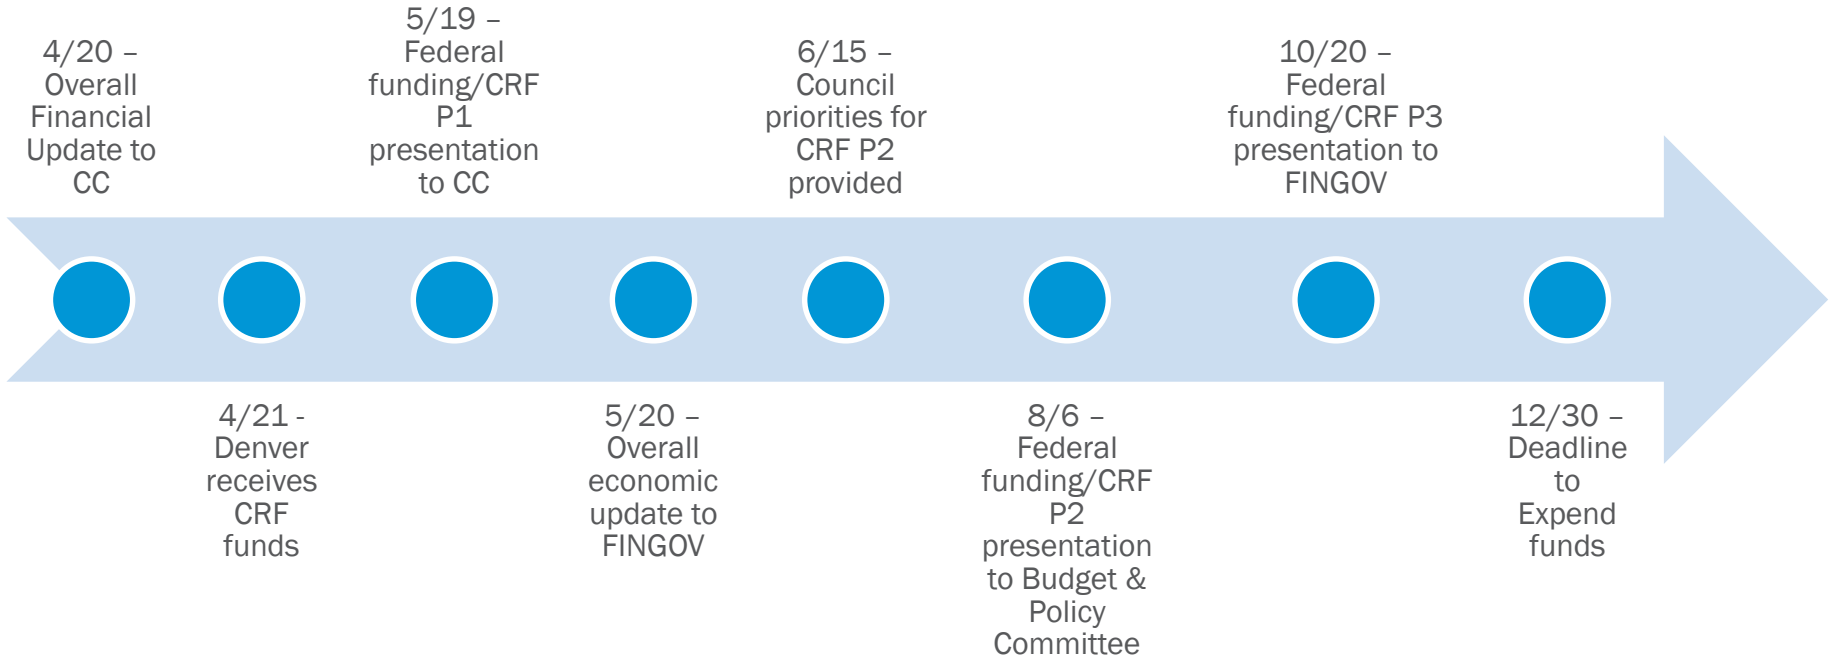 4/20 –
Overall
Financial
Update to
CC
4/21 -
Denver
receives
CRF
funds
5/19 –
Federal
funding/CRF
P1
presentation
to CC
5/20 –
Overall
economic
update to
FINGOV
6/15 –
Council
priorities for
CRF P2
provided
8/6 –
Federal
funding/CRF
P2
presentation
to Budget &
Policy
Committee
10/20 –
Federal
funding/CRF P3
presentation to
FINGOV
12/30 –
Deadline
to
Expend
funds